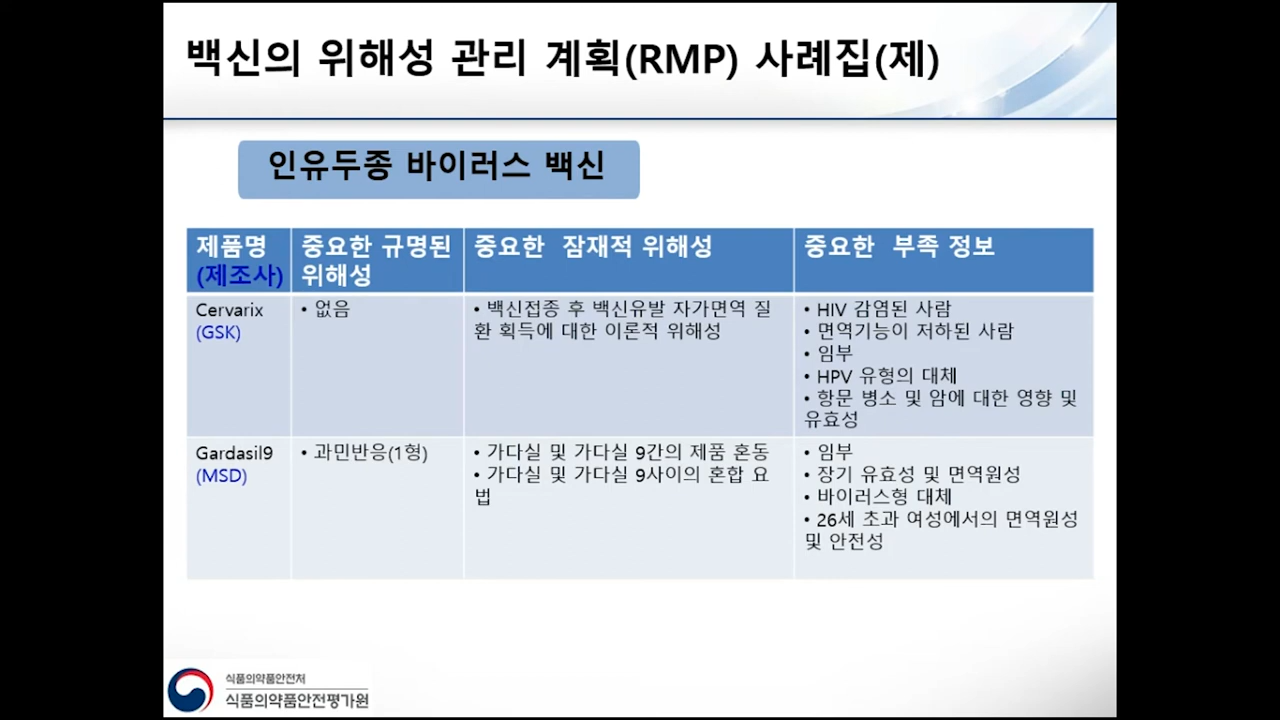 백신의 위해성 관리 계획(RMP) 사례집(제)
인유두종 바이러스 백신
제품명
(제조사)
중요한 규명된
위해성
중요한 잠재적 위해성
중요한 부족 정보
Cervarix
(GSK)
• 없음
• 백신접종 후 백신유발 자가면역 질
환 획득에 대한 이론적 위해성
• HIV 감염된 사람
• 면역기능이 저하된 사람
• 임부
• HPV 유형의 대체
• 항문 병소 및 암에 대한 영향 및
유효성
Gardasil9
(MSD)
• 과민반응(1형)
• 가다실 및 가다실 9간의 제품 혼동
• 가다실 및 가다실 9사이의 혼합 요
법
• 임부
• 장기 유효성 및 면역원성
• 바이러스형 대체
• 26세 초과 여성에서의 면역원성
및 안전성
식품의약품안전처
식품의약품안전평가원